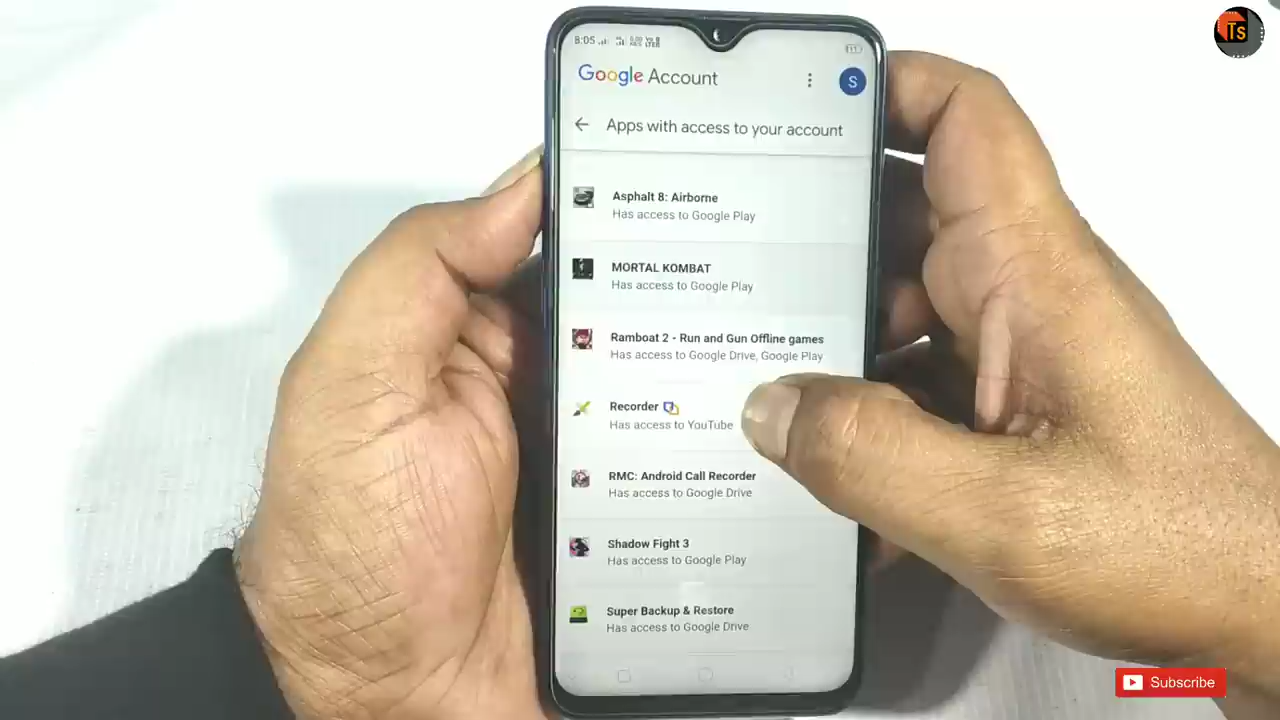 8:05
Google Account
S
Apps with access to your account
Asphalt 8: Airborne
Has access to Google Play
MORTAL KOMBAT
Has access to Google Play
Ramboat 2 - Run and Gun Offline games
Has access to Google Drive, Google Play
Recorder
Has access to YouTube
RMC: Android Call Recorder
Has access to Google Drive
Shadow Fight 3
Has access to Google Play
Super Backup & Restore
Has access to Google Drive
Ts
Subscribe